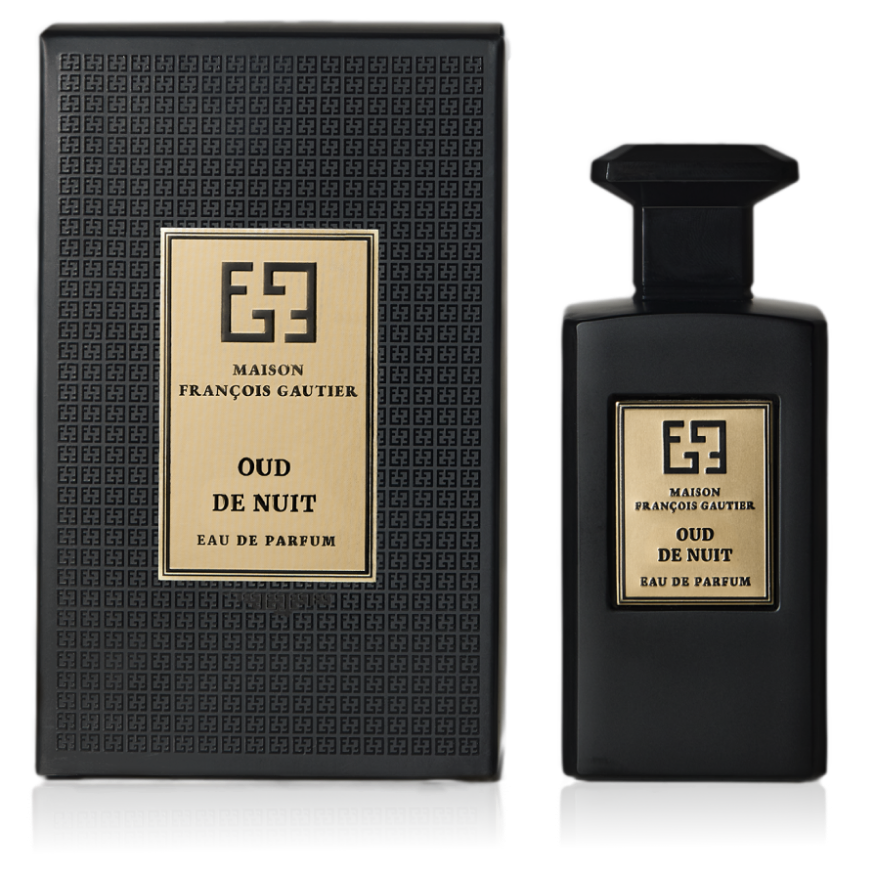 MAISON
FRANÇOIS GAUTIER
OUD
DE NUIT
EAU DE PARFUM
MAISON
FRANÇOIS GAUTIER
OUD
DE NUIT
EAU DE PARFUM